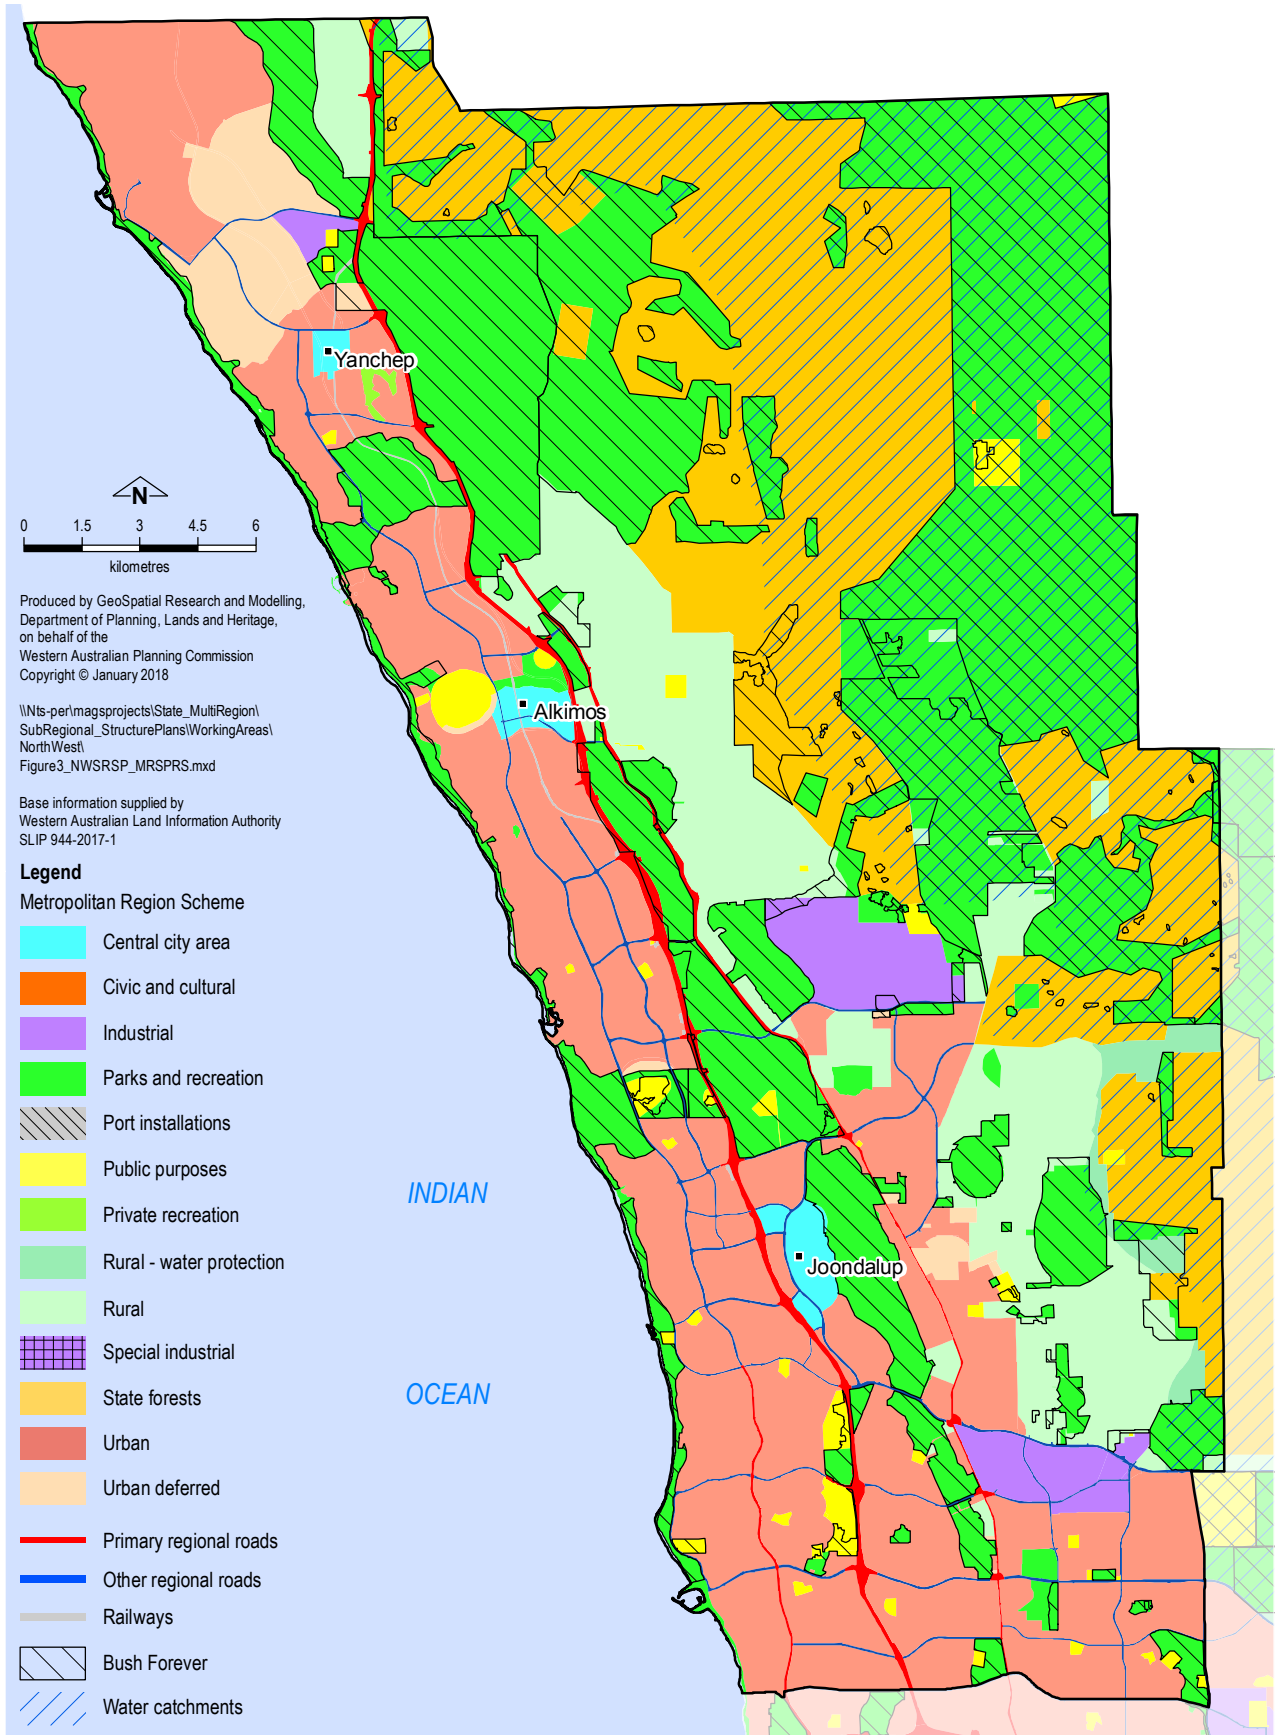 Yanchep
N
0 1.5 3 4.5 6
kilometres
Produced by GeoSpatial Research and Modelling,
Department of Planning, Lands and Heritage,
on behalf of the
Western Australian Planning Commission
Copyright © January 2018
\\Nts-per\magsprojects\State_MultiRegion\
SubRegional_StructurePlans\WorkingAreas\
NorthWest\
Figure3_NWSRSP_MRSPRS.mxd
Alkimos
Base information supplied by
Western Australian Land Information Authority
SLIP 944-2017-1
Legend
Metropolitan Region Scheme
Central city area
Civic and cultural
Industrial
Parks and recreation
Port installations
Public purposes
Private recreation
Rural - water protection
Rural
Special industrial
State forests
Urban
Urban deferred
Primary regional roads
Other regional roads
Railways
Bush Forever
Water catchments
INDIAN
OCEAN
Joondalup